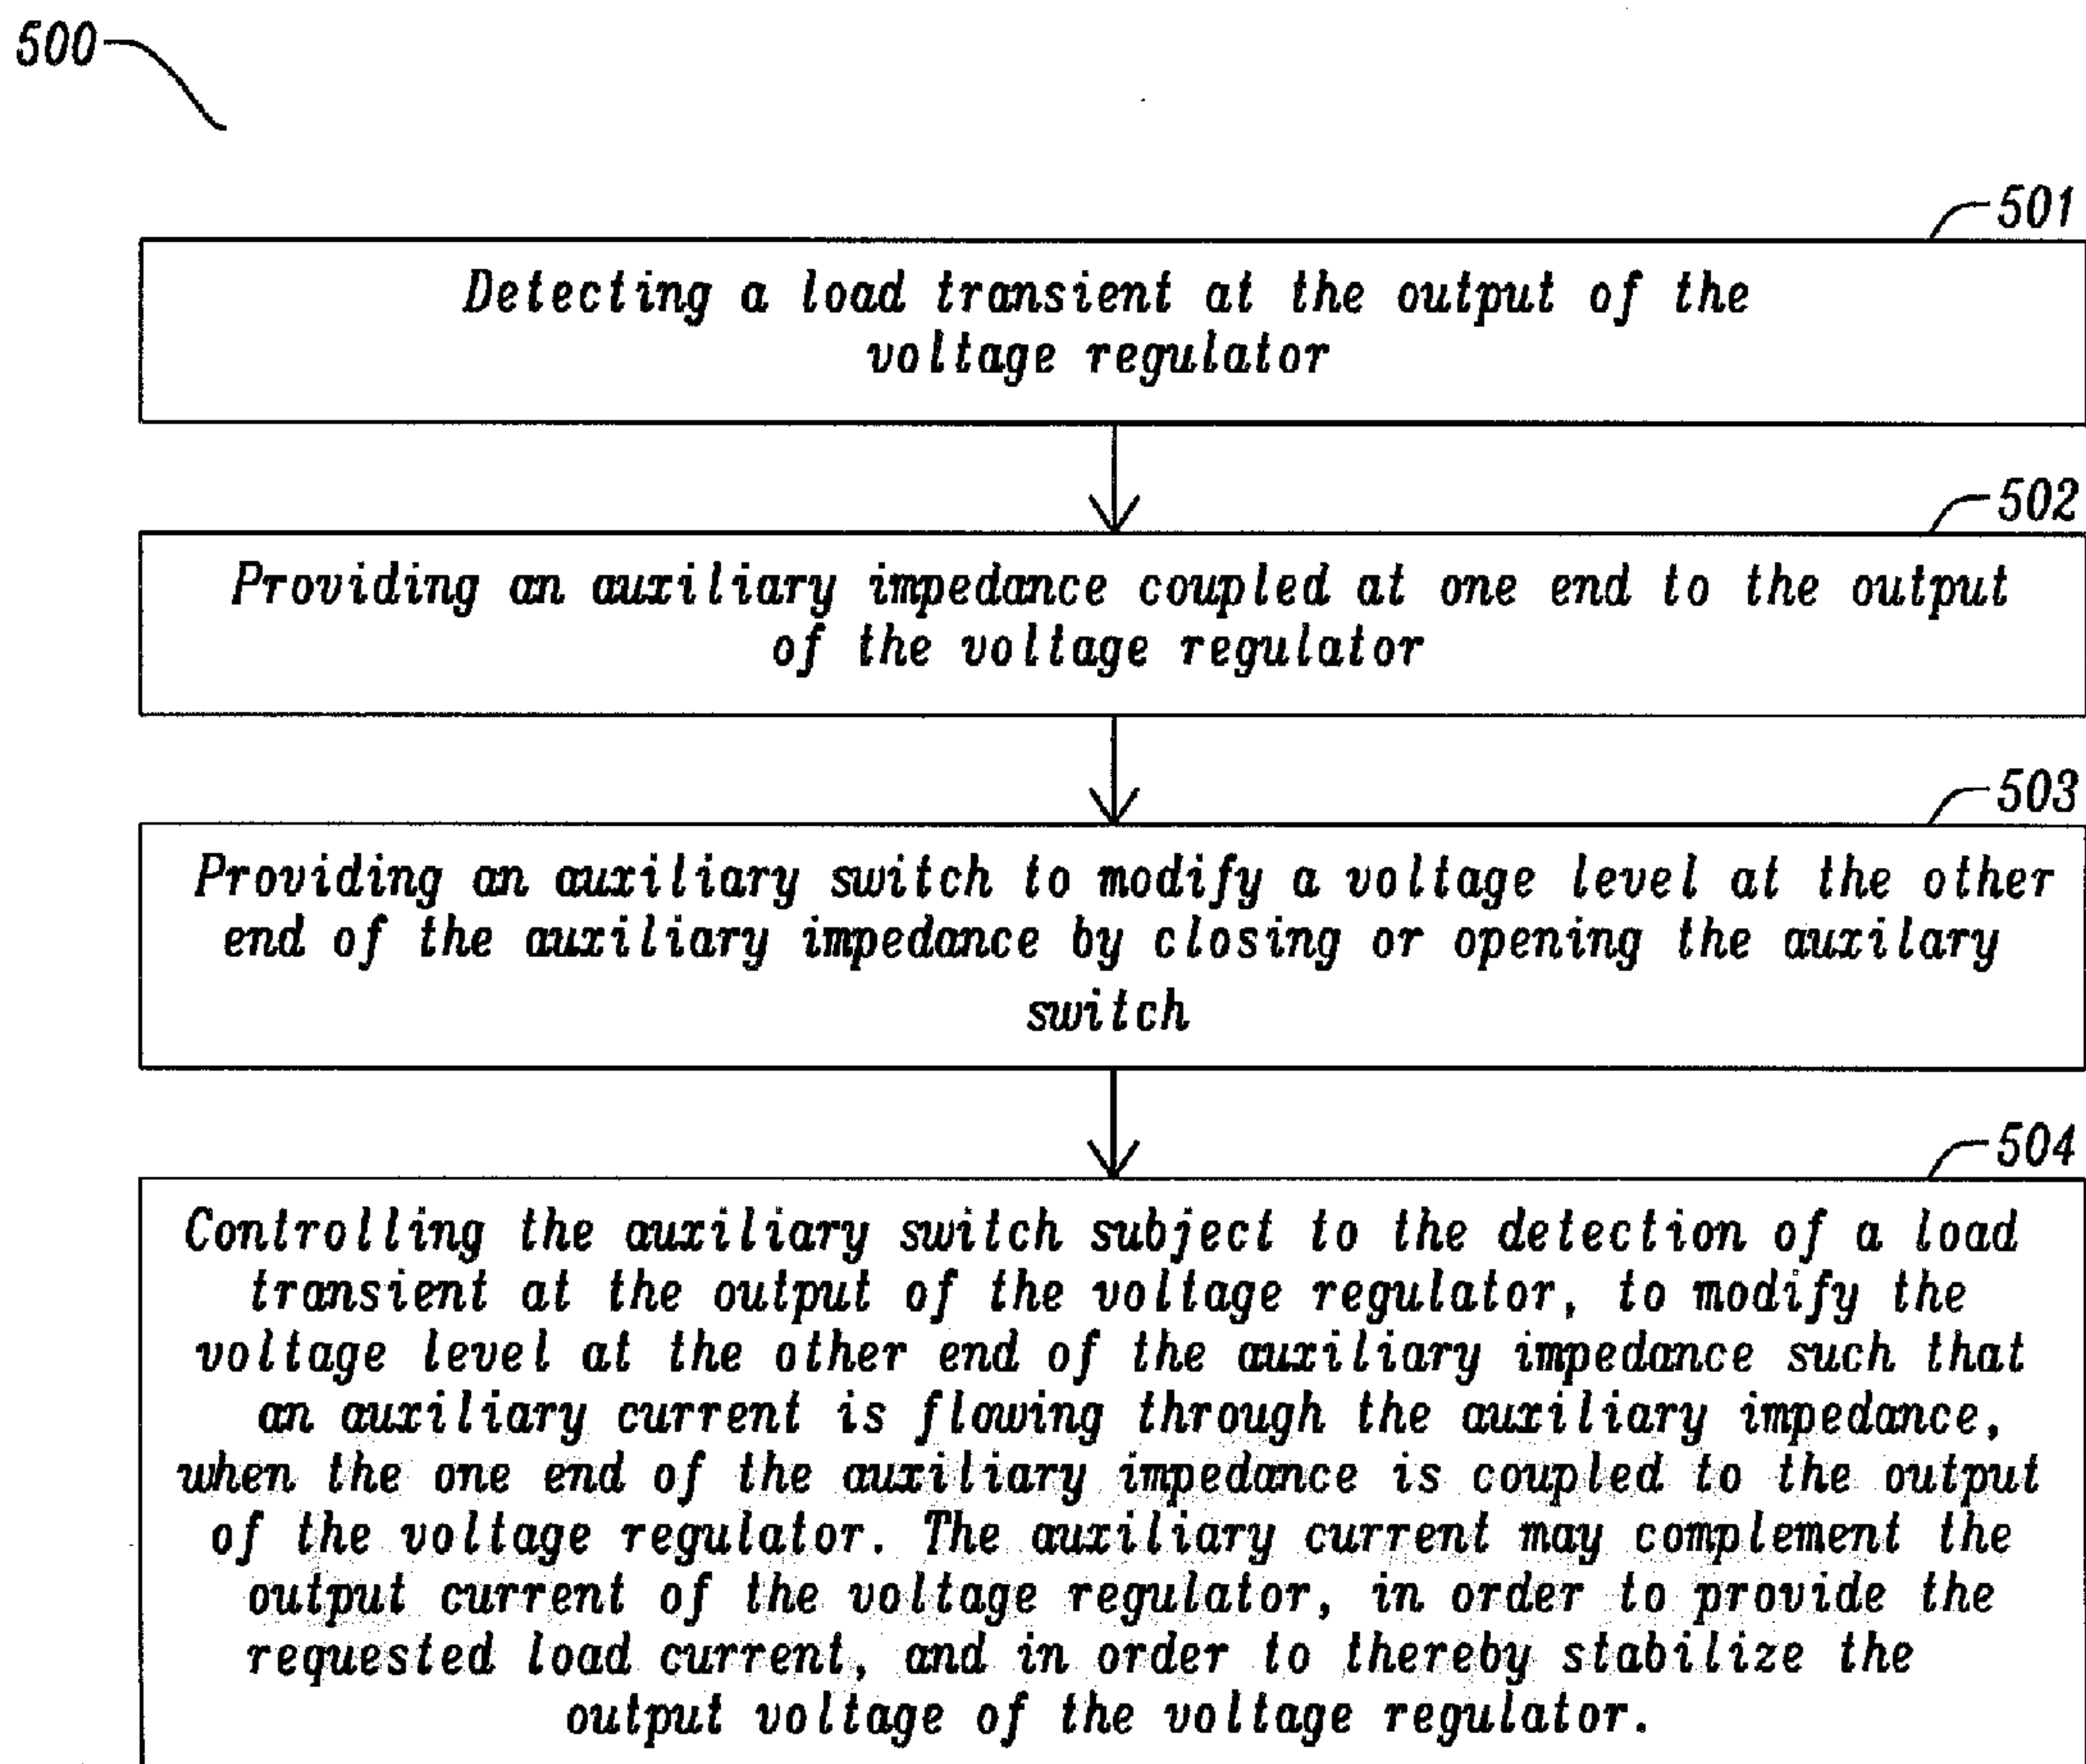 500
501
Detecting a load transient at the output of the
voltage regulator
502
Providing an auxiliary impedance coupled at one end to the output
of the voltage regulator
503
Providing an auxiliary switch to modify a voltage level at the other
end of the auxiliary impedance by closing or opening the auxilary
switch
504
Controlling the auxiliary switch subject to the detection of a load
transient at the output of the voltage regulator, to modify the
voltage level at the other end of the auxiliary impedance such that
an auxiliary current is flowing through the auxiliary impedance,
when the one end of the auxiliary impedance is coupled to the output
of the voltage regulator. The auxiliary current may complement the
output current of the voltage regulator, in order to provide the
requested load current, and in order to thereby stabilize the
output voltage of the voltage regulator.